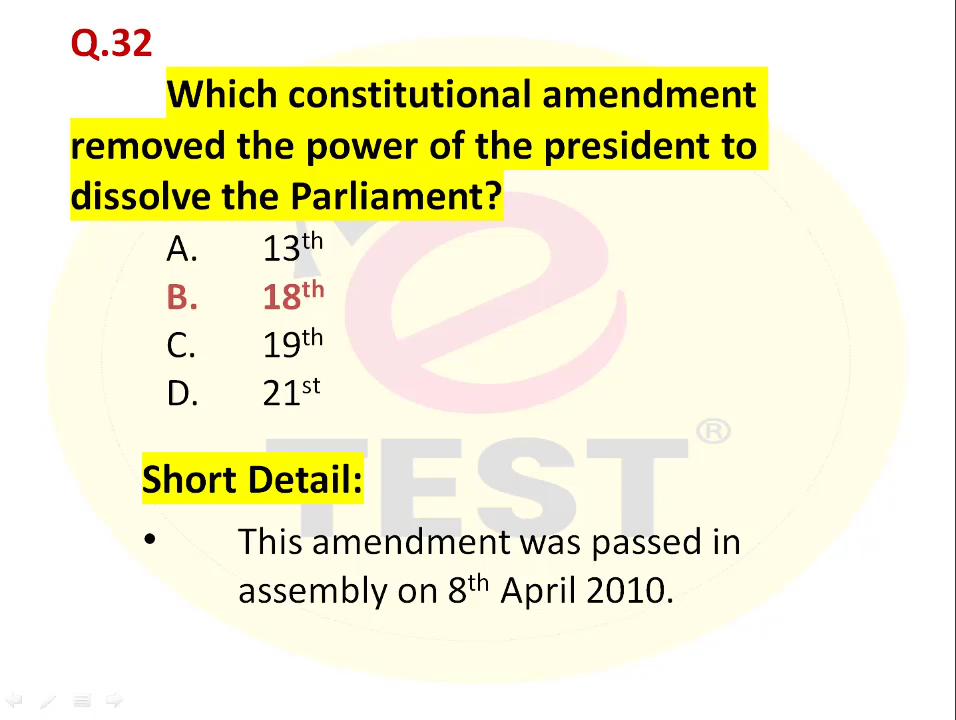 Q.32
Which constitutional amendment
removed the power of the president to
dissolve the Parliament?
A. 13th
B. 18th
C. 19th
D. 21st
e
TEST®
Short Detail:
• This amendment was passed in
assembly on 8th April 2010.